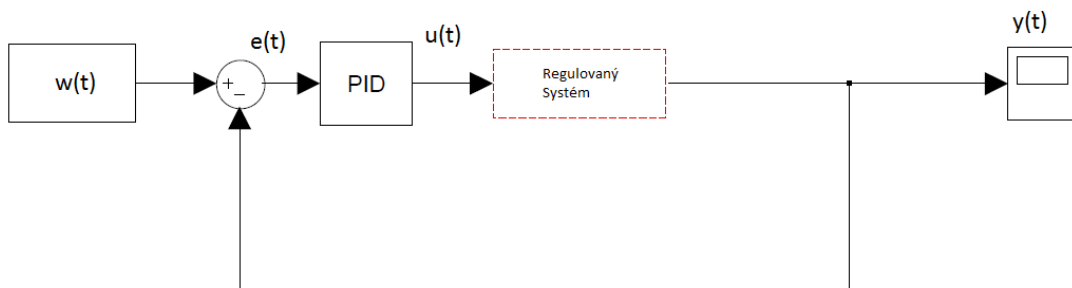 w(t)
+
−
e(t)
PID
u(t)
Regulovaný
Systém
y(t)